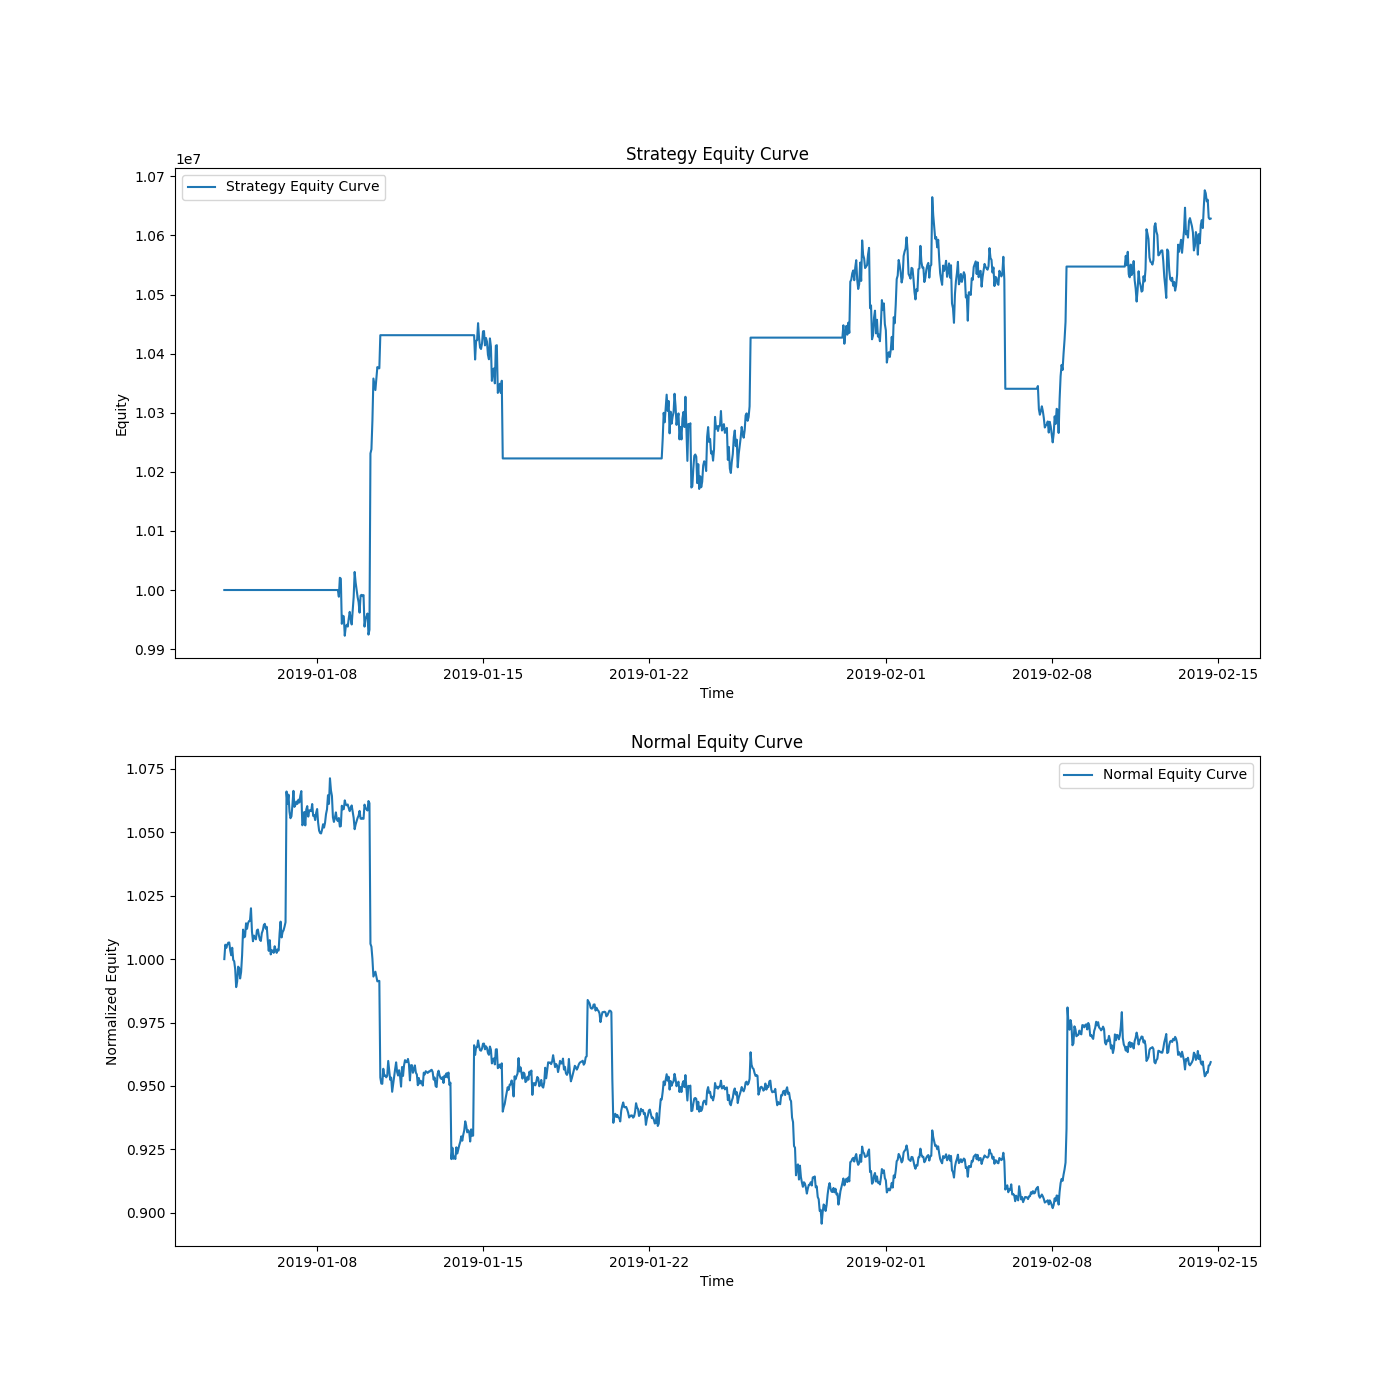 Strategy Equity Curve
1e7
Strategy Equity Curve
1.07
1.06
1.05
1.04
1.03
1.02
1.01
1.00
0.99
Equity
2019-01-08 2019-01-15 2019-01-22 2019-02-01 2019-02-08 2019-02-15
Time
Normal Equity Curve
Normal Equity Curve
1.075
1.050
1.025
1.000
0.975
0.950
0.925
0.900
Normalized Equity
2019-01-08 2019-01-15 2019-01-22 2019-02-01 2019-02-08 2019-02-15
Time